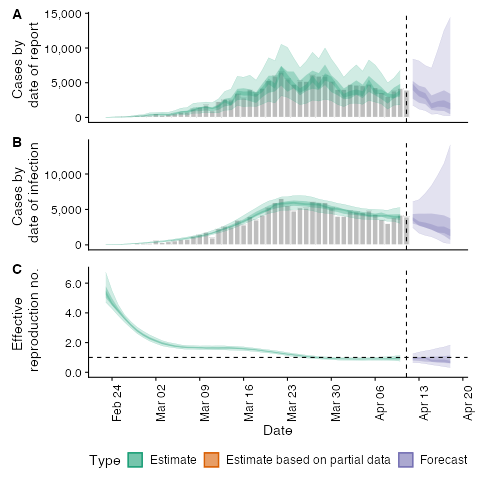 A
Cases by
date of report
15,000
10,000
5,000
0
B
Cases by
date of infection
10,000
5,000
0
C
Effective
reproduction no.
6.0
4.0
2.0
0.0
Feb 24
Mar 02
Mar 09
Mar 16
Mar 23
Mar 30
Apr 06
Apr 13
Apr 20
Date
Type Estimate Estimate based on partial data Forecast